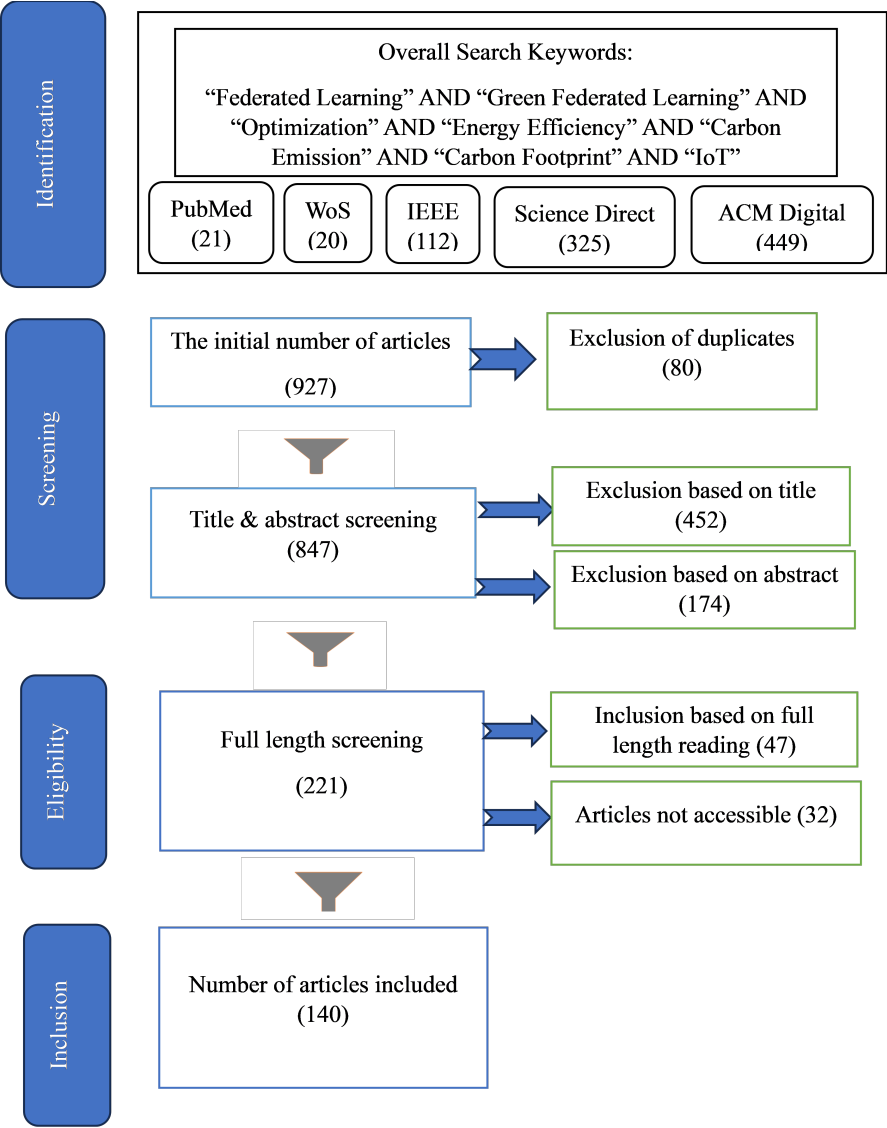 Identification
Overall Search Keywords:
“Federated Learning” AND “Green Federated Learning” AND
“Optimization” AND “Energy Efficiency” AND “Carbon
Emission” AND “Carbon Footprint” AND “IoT”
PubMed
(21)
WoS
(20)
IEEE
(112)
Science Direct
(325)
ACM Digital
(449)
Screening
The initial number of articles
(927)
Exclusion of duplicates
(80)
Title & abstract screening
(847)
Exclusion based on title
(452)
Exclusion based on abstract
(174)
Eligibility
Full length screening
(221)
Inclusion based on full
length reading (47)
Articles not accessible (32)
Inclusion
Number of articles included
(140)